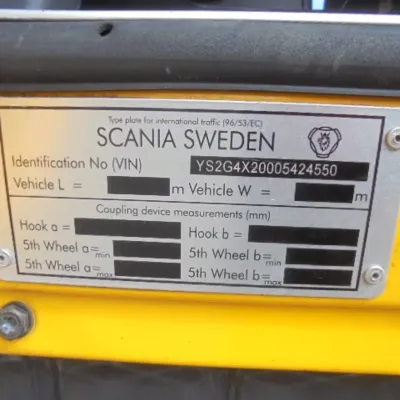 Type plate for international traffic (96/53/EC)
SCANIA SWEDEN
Identification No (VIN) YS2G4X20005424550
Vehicle L = m Vehicle W = m
Coupling device measurements (mm)
Hook a = Hook b =
5th Wheel a min = 5th Wheel b min =
5th Wheel a max = 5th Wheel b max =